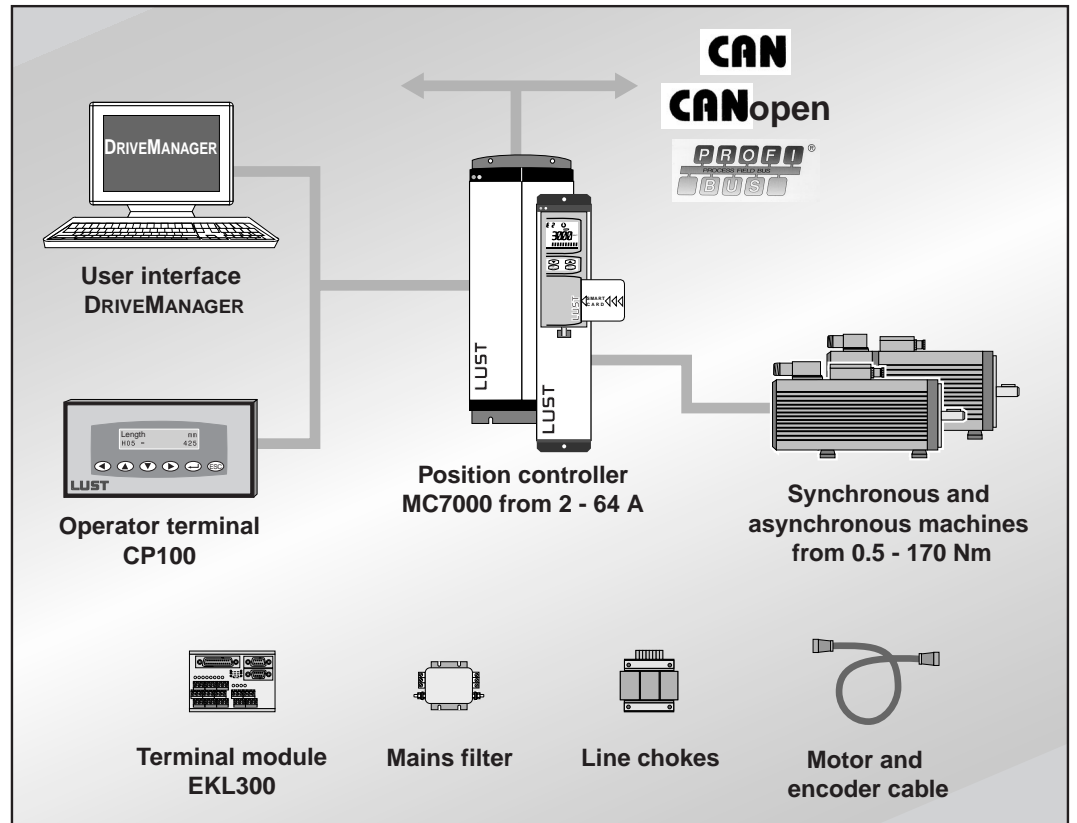 CAN
CANopen
PROFI ®
PROCESS FIELD BUS
BUS
DRIVEMANAGER
3000
SMART
CARD
LUST
LUST
LUST
User interface
DRIVEMANAGER
Length mm
H05 = 425
ESC
LUST
Operator terminal
CP100
Position controller
MC7000 from 2 - 64 A
Synchronous and
asynchronous machines
from 0.5 - 170 Nm
Terminal module
EKL300
Mains filter
Line chokes
Motor and
encoder cable